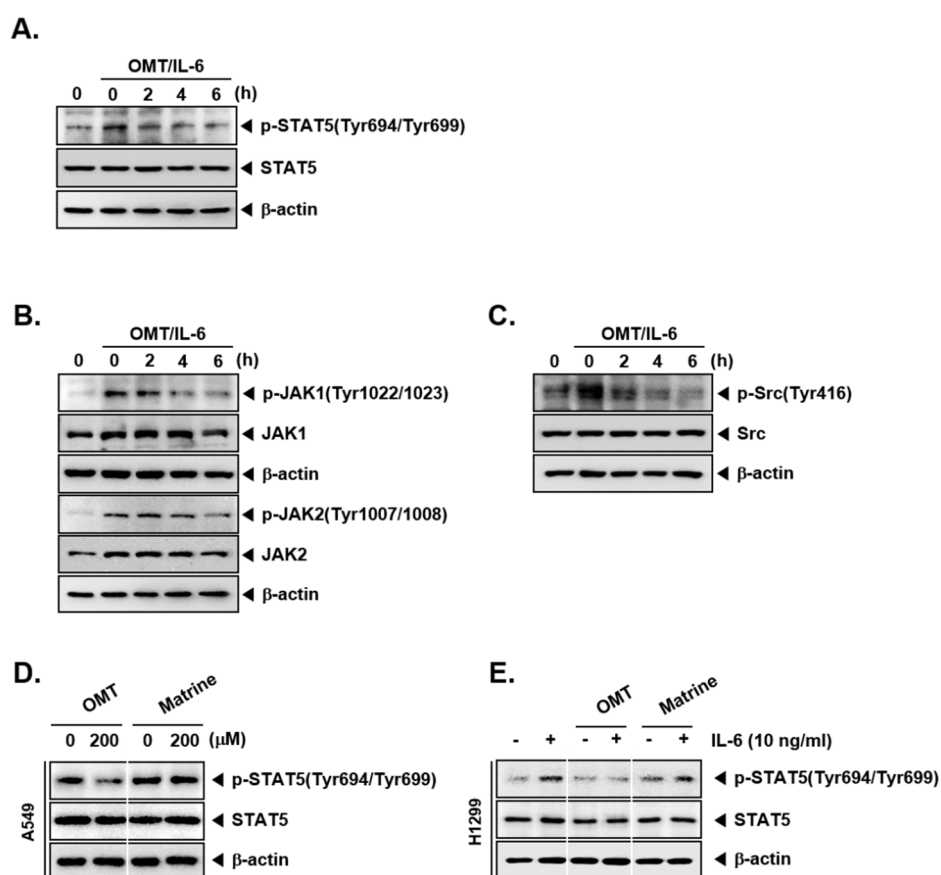 A.
OMT/IL-6
0 0 2 4 6 (h)
p-STAT5(Tyr694/Tyr699)
STAT5
β-actin
B.
OMT/IL-6
0 0 2 4 6 (h)
p-JAK1(Tyr1022/1023)
JAK1
β-actin
p-JAK2(Tyr1007/1008)
JAK2
β-actin
C.
OMT/IL-6
0 0 2 4 6 (h)
p-Src(Tyr416)
Src
β-actin
D.
OMT Matrine
0 200 0 200 (μM)
p-STAT5(Tyr694/Tyr699)
STAT5
β-actin
A549
E.
OMT Matrine
- + - + - + IL-6 (10 ng/ml)
p-STAT5(Tyr694/Tyr699)
STAT5
β-actin
H1299